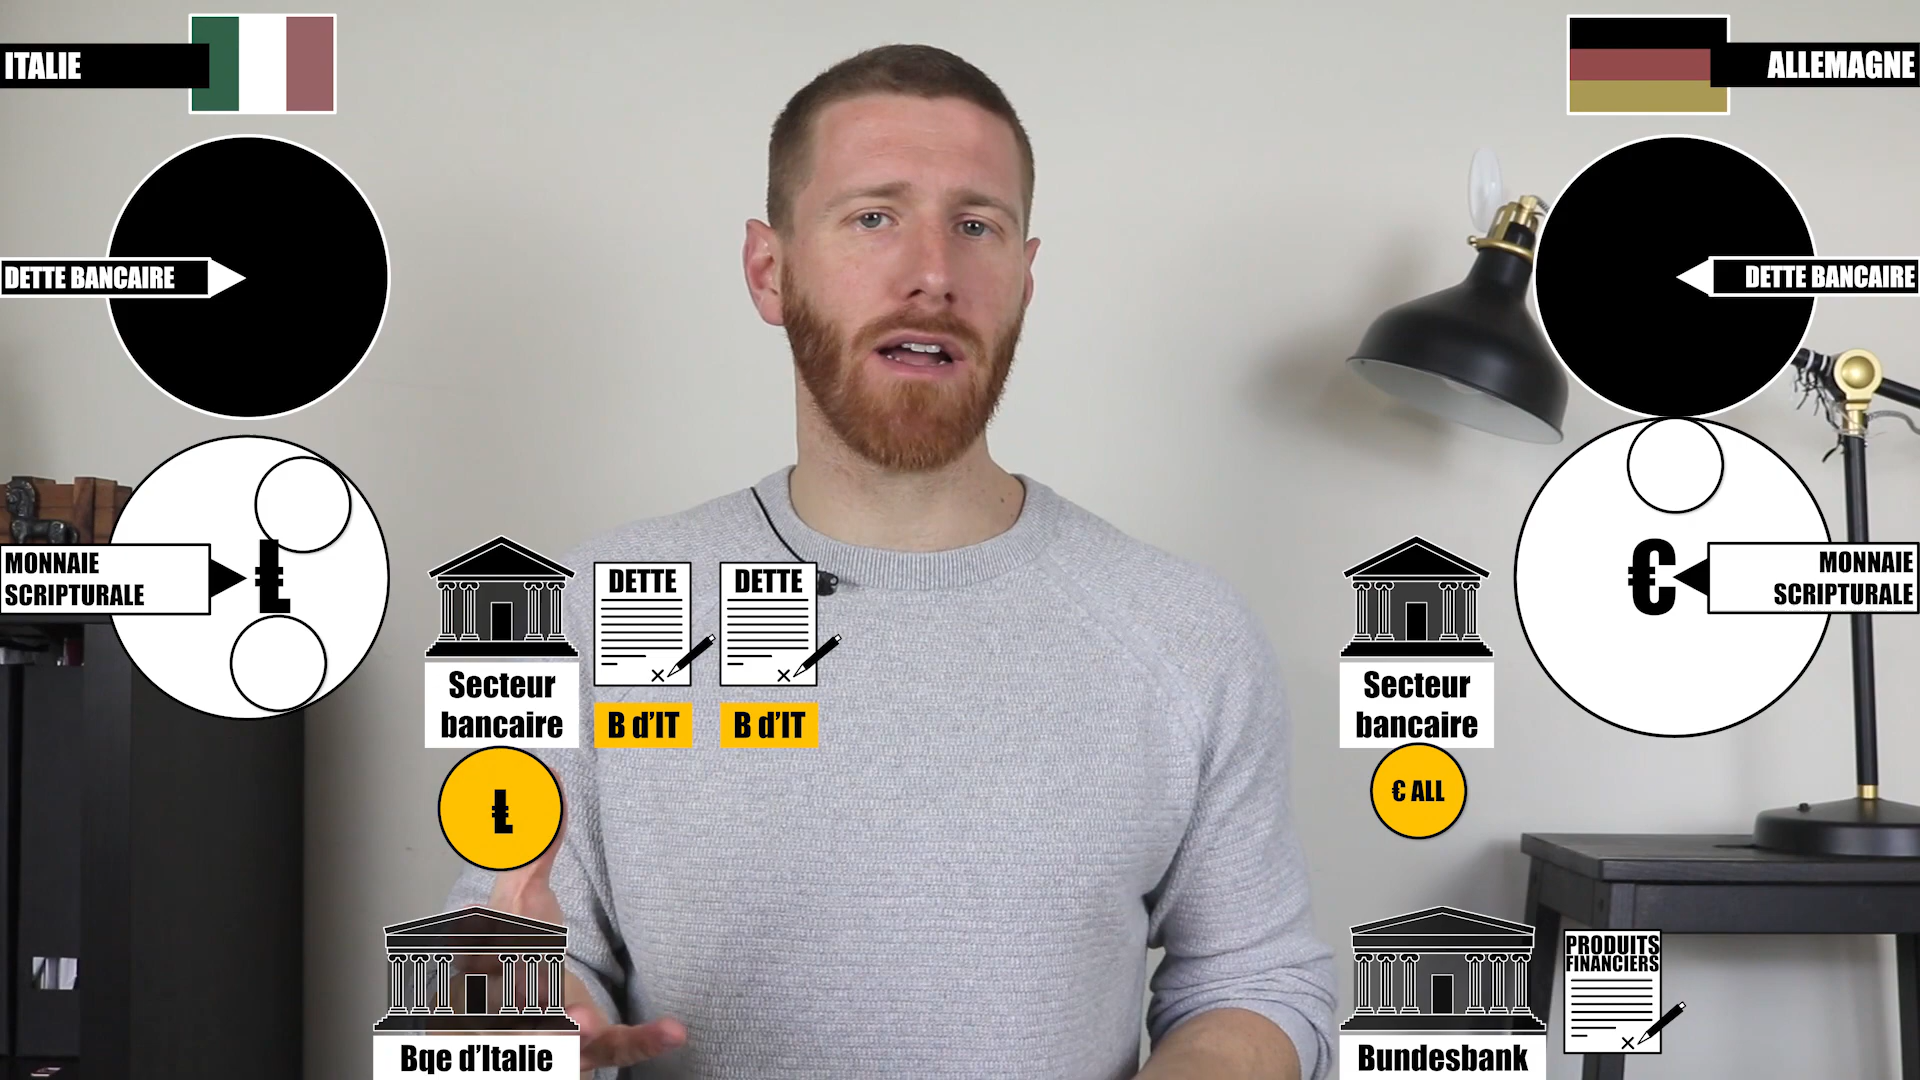 ITALIE
ALLEMAGNE
DETTE BANCAIRE
DETTE BANCAIRE
MONNAIE
SCRIPTURALE
Ł
DETTE
DETTE
Secteur
bancaire
B d'IT
B d'IT
Ł
Bqe d'Italie
€
MONNAIE
SCRIPTURALE
Secteur
bancaire
€ ALL
PRODUITS
FINANCIERS
Bundesbank